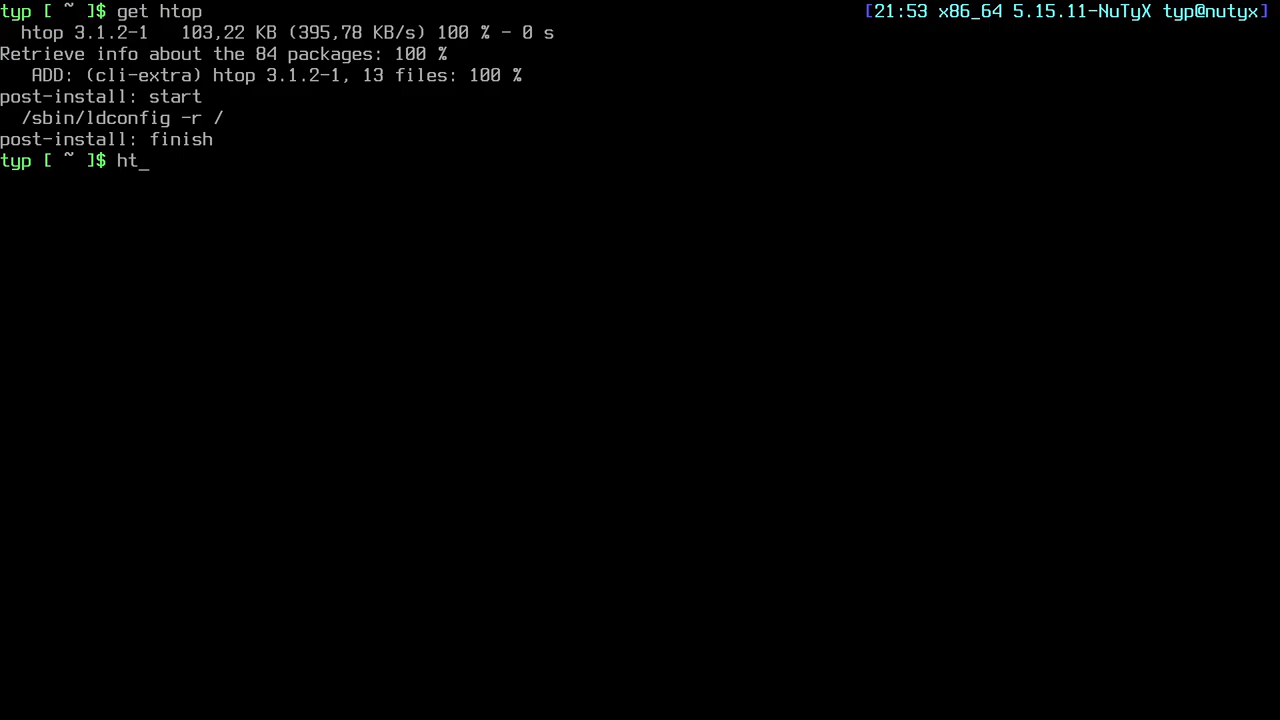 typ [ ~ ]$ get htop [21:53 x86_64 5.15.11-NuTyX typ@nutyx]
  htop 3.1.2-1   103,22 KB (395,78 KB/s) 100 % - 0 s
Retrieve info about the 84 packages: 100 %
   ADD: (cli-extra) htop 3.1.2-1, 13 files: 100 %
post-install: start
  /sbin/ldconfig -r /
post-install: finish
typ [ ~ ]$ ht_